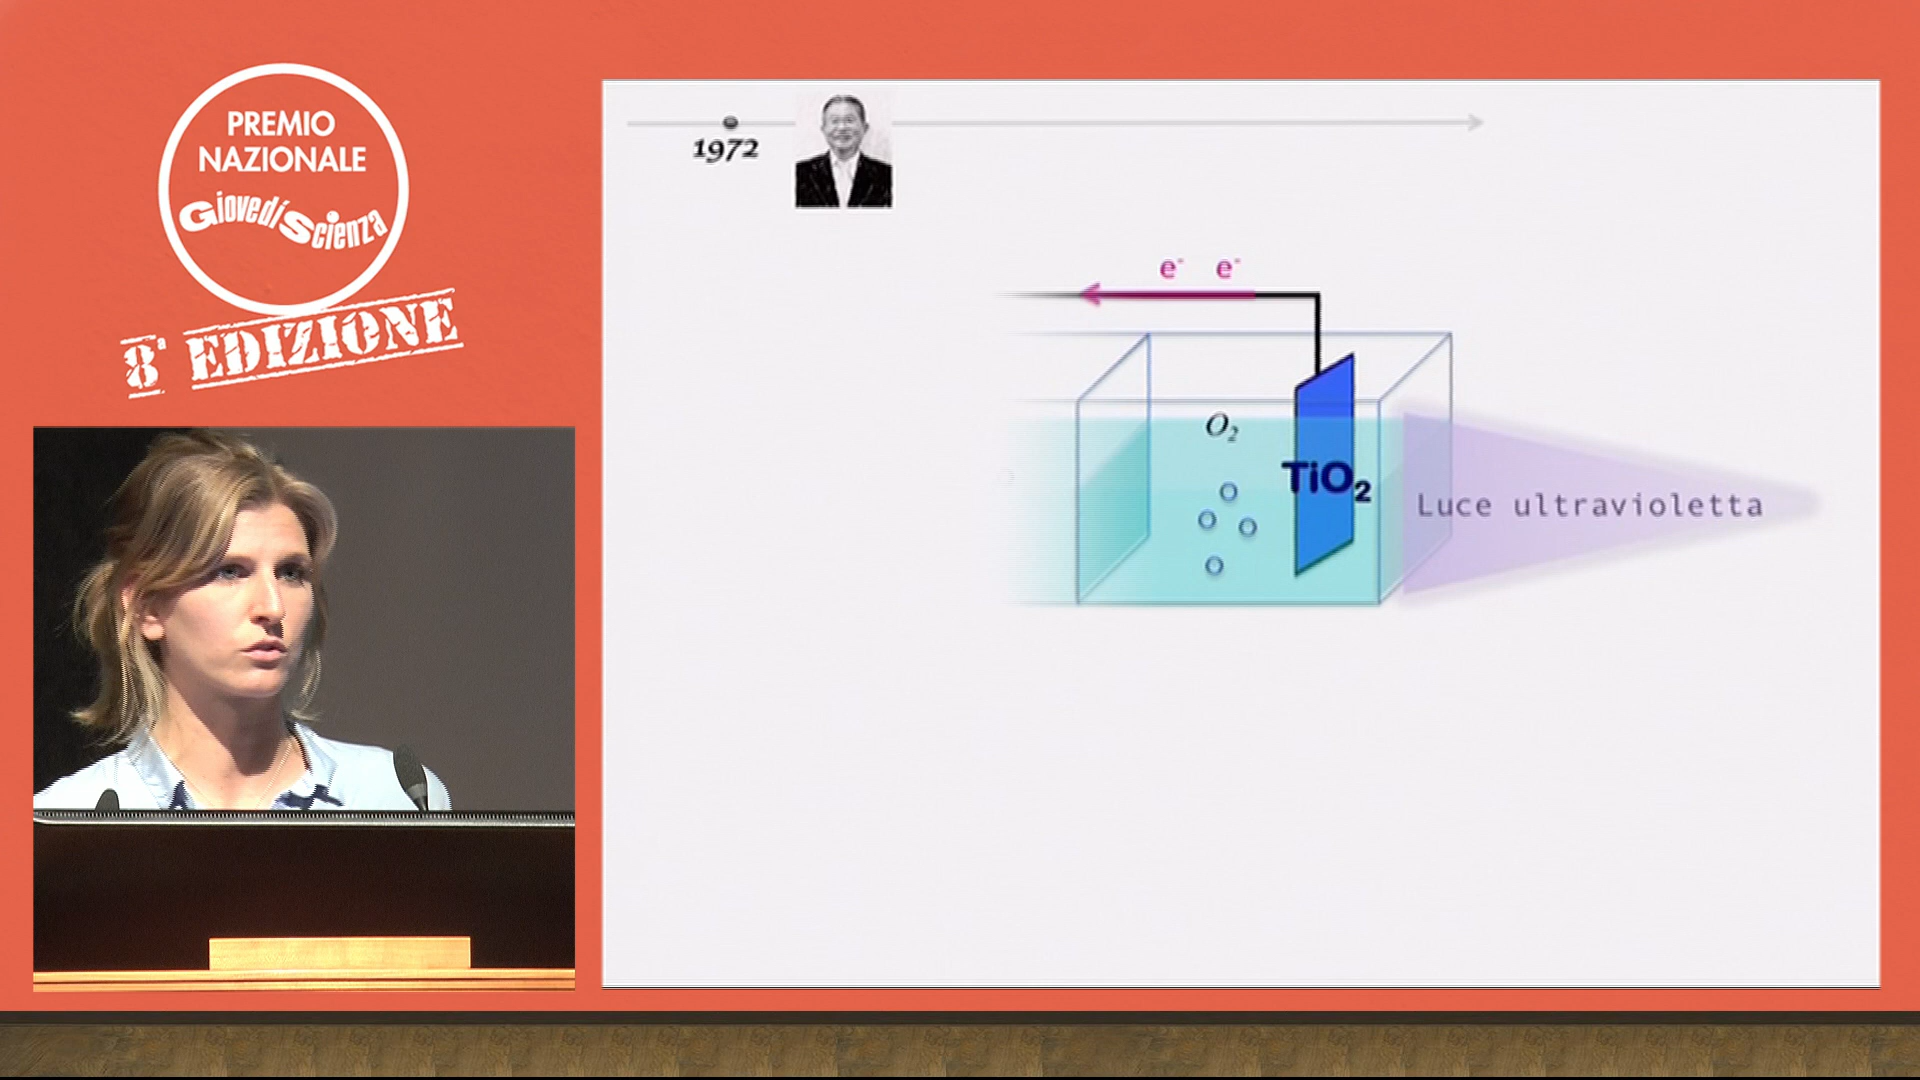 PREMIO
NAZIONALE
GiovedìScienza
8ª EDIZIONE
1972
e⁻ e⁻
O₂
TiO₂
Luce ultravioletta